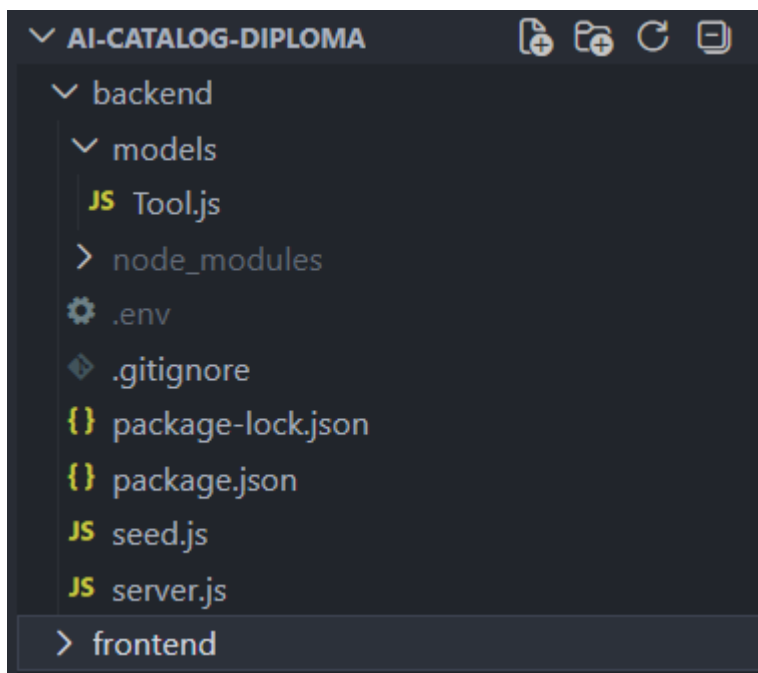 AI-CATALOG-DIPLOMA
backend
models
JS Tool.js
node_modules
.env
.gitignore
{} package-lock.json
{} package.json
JS seed.js
JS server.js
frontend